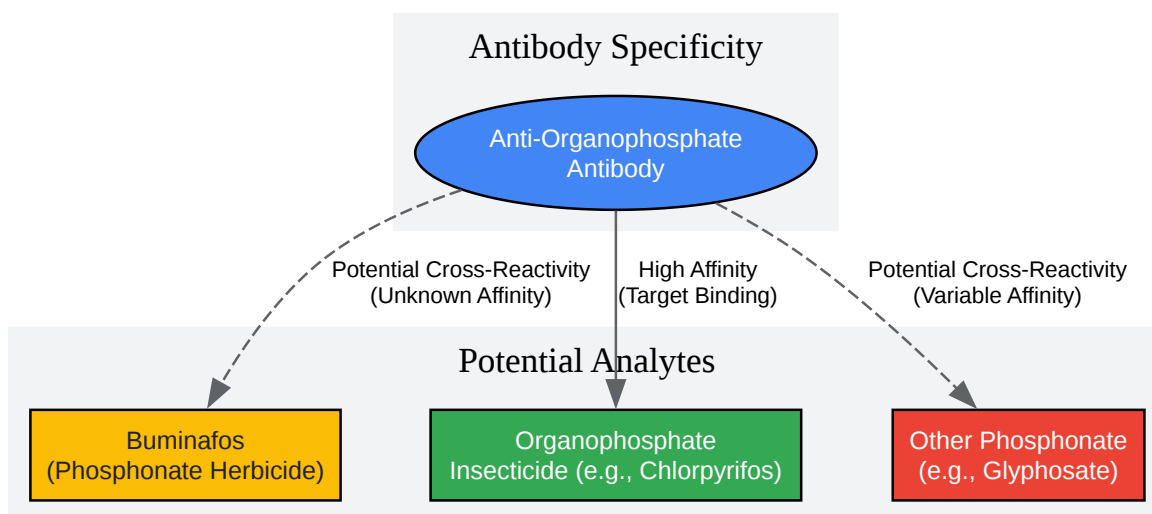 Antibody Specificity
Anti-Organophosphate
Antibody
Potential Cross-Reactivity
(Unknown Affinity)
High Affinity
(Target Binding)
Potential Cross-Reactivity
(Variable Affinity)
Potential Analytes
Buminafos
(Phosphonate Herbicide)
Organophosphate
Insecticide (e.g., Chlorpyrifos)
Other Phosphonate
(e.g., Glyphosate)